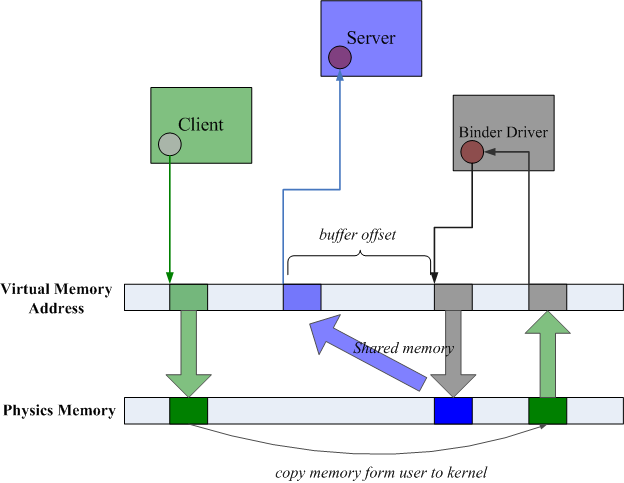 Server
Client
Binder Driver
buffer offset
Virtual Memory
Address
Shared memory
Physics Memory
copy memory form user to kernel